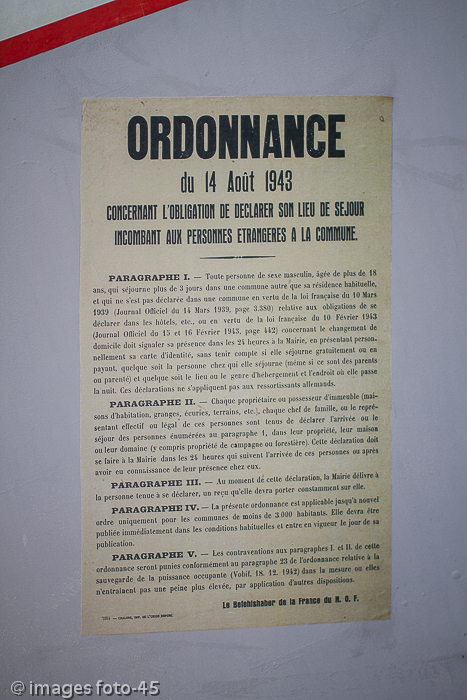 ORDONNANCE
du 14 Août 1943
CONCERNANT L'OBLIGATION DE DECLARER SON LIEU DE SEJOUR
INCOMBANT AUX PERSONNES ETRANGERES A LA COMMUNE.
PARAGRAPHE I. — Toute personne de sexe masculin, âgée de plus de 18
ans, qui séjourne plus de 3 jours dans une commune autre que sa résidence habituelle,
et qui ne s'est pas déclarée dans une commune en vertu de la loi française du 10 Mars
1939 (Journal Officiel du 14 Mars 1939, page 3.380) relative aux obligations de se
déclarer dans les hôtels, etc., ou en vertu de la loi française du 10 Février 1943
(Journal Officiel du 15 et 16 Février 1943, page 442) concernant le changement de
domicile doit signaler sa présence dans les 24 heures à la Mairie, en présentant person-
nellement sa carte d'identité, sans tenir compte si elle séjourne gratuitement ou en
payant, quelque soit la personne chez qui elle séjourne (même si ce sont des parents
ou parenté) et quelque soit le lieu ou le genre d'hébergement et l'endroit où elle passe
la nuit. Ces déclarations ne s'appliquent pas aux ressortissants allemands.
PARAGRAPHE II. — Chaque propriétaire ou possesseur d'immeuble (mai-
sons d'habitation, granges, écuries, terrains, etc.), chaque chef de famille, ou le repré-
sentant effectif ou légal de ces personnes sont tenus de déclarer l'arrivée ou le
séjour des personnes énumérées au paragraphe 1, dans leur propriété, leur maison
ou leur domaine (y compris propriété de campagne ou forestière). Cette déclaration doit
se faire à la Mairie dans les 24 heures qui suivent l'arrivée de ces personnes ou après
avoir eu connaissance de leur présence chez eux.
PARAGRAPHE III. — Au moment de cette déclaration, la Mairie délivre à
la personne tenue à se déclarer, un reçu qu'elle devra porter constamment sur elle.
PARAGRAPHE IV. — La présente ordonnance est applicable jusqu'à nouvel
ordre uniquement pour les communes de moins de 3.000 habitants. Elle devra être
publiée immédiatement dans les conditions habituelles et entre en vigueur le jour de sa
publication.
PARAGRAPHE V. — Les contraventions aux paragraphes I. et II. de cette
ordonnance seront punies conformément au paragraphe 23 de l'ordonnance relative à la
sauvegarde de la puissance occupante (Vobif. 18. 12. 1942) dans la mesure ou elles
n'entraînent pas une peine plus élevée, par application d'autres dispositions.
Le Befehlshaber de la France du N. O. F.
IMP. DE L'UNION
@ images foto-45